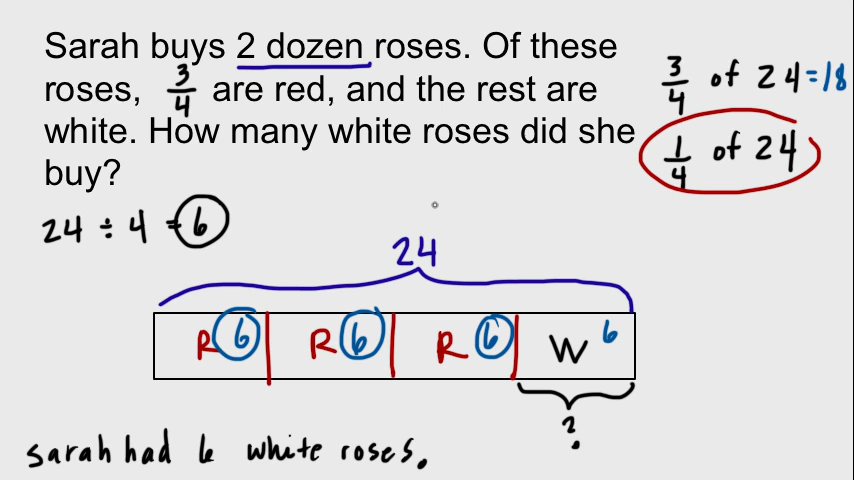 Sarah buys 2 dozen roses. Of these
roses, 3/4 are red, and the rest are
white. How many white roses did she
buy?
3/4 of 24 = 18
1/4 of 24
24 ÷ 4 = 6
24
R 6 R 6 R 6 W 6
?
Sarah had 6 white roses.